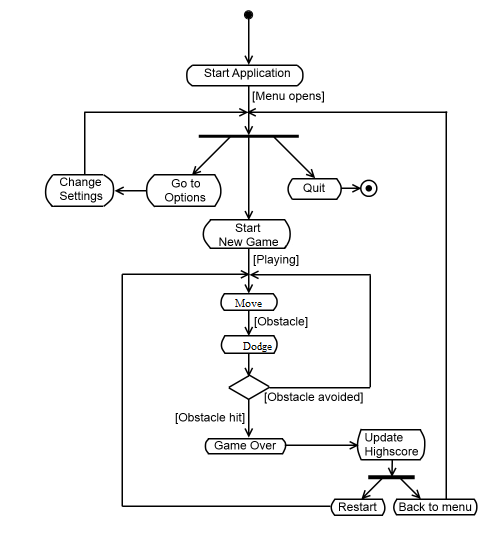 Start Application
[Menu opens]
Change
Settings
Go to
Options
Quit
Start
New Game
[Playing]
Move
[Obstacle]
Dodge
[Obstacle avoided]
[Obstacle hit]
Game Over
Update
Highscore
Restart
Back to menu